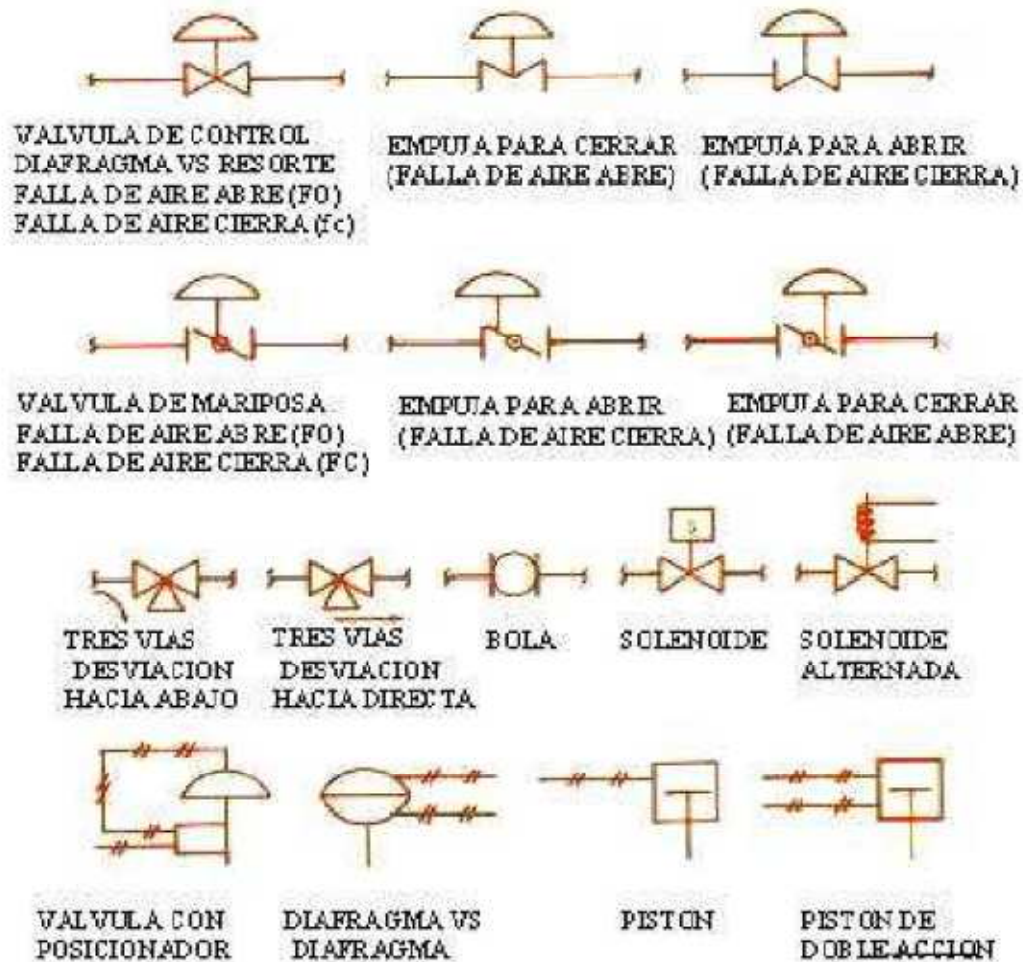 VALVULA DE CONTROL
DIAFRAGMA VS RESORTE
FALLA DE AIRE ABRE (FO)
FALLA DE AIRE CIERRA (fc)
EMPUJA PARA CERRAR
(FALLA DE AIRE ABRE)
EMPUJA PARA ABRIR
(FALLA DE AIRE CIERRA)
VALVULA DE MARIPOSA
FALLA DE AIRE ABRE (FO)
FALLA DE AIRE CIERRA (FC)
EMPUJA PARA ABRIR
(FALLA DE AIRE CIERRA)
EMPUJA PARA CERRAR
(FALLA DE AIRE ABRE)
S
TRES VIAS
DESVIACION
HACIA ABAJO
TRES VIAS
DESVIACION
HACIA DIRECTA
BOLA
SOLENOIDE
SOLENOIDE
ALTERNADA
VALVULA CON
POSICIONADOR
DIAFRAGMA VS
DIAFRAGMA
PISTON
PISTON DE
DOBLE ACCION